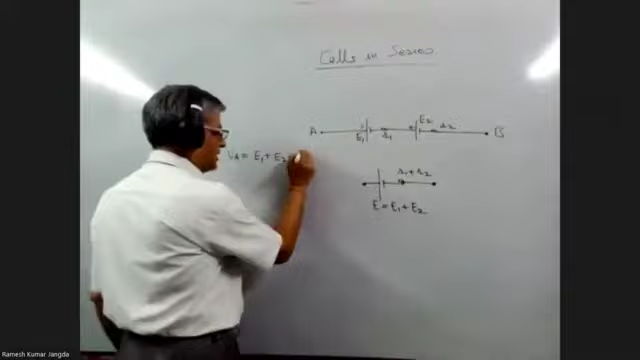 Cells in Series
A E₁ r₁ E₂ r₂ B
VA = E₁ + E₂
r₁ + r₂
E = E₁ + E₂
Ramesh Kumar Jangda